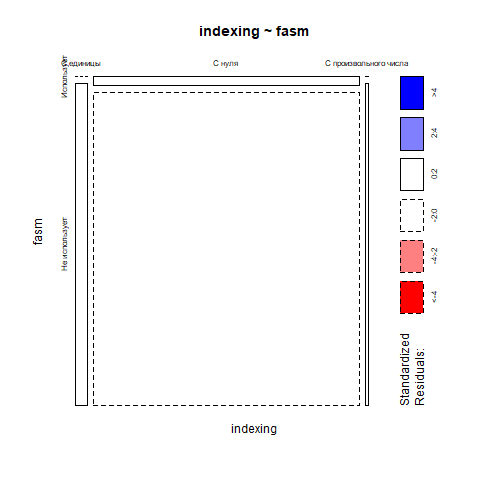 indexing ~ fasm
С единицы
С нуля
С произвольного числа
Использует
Не использует
fasm
indexing
>4
2:4
0:2
-2:0
-4:-2
<-4
Standardized
Residuals: